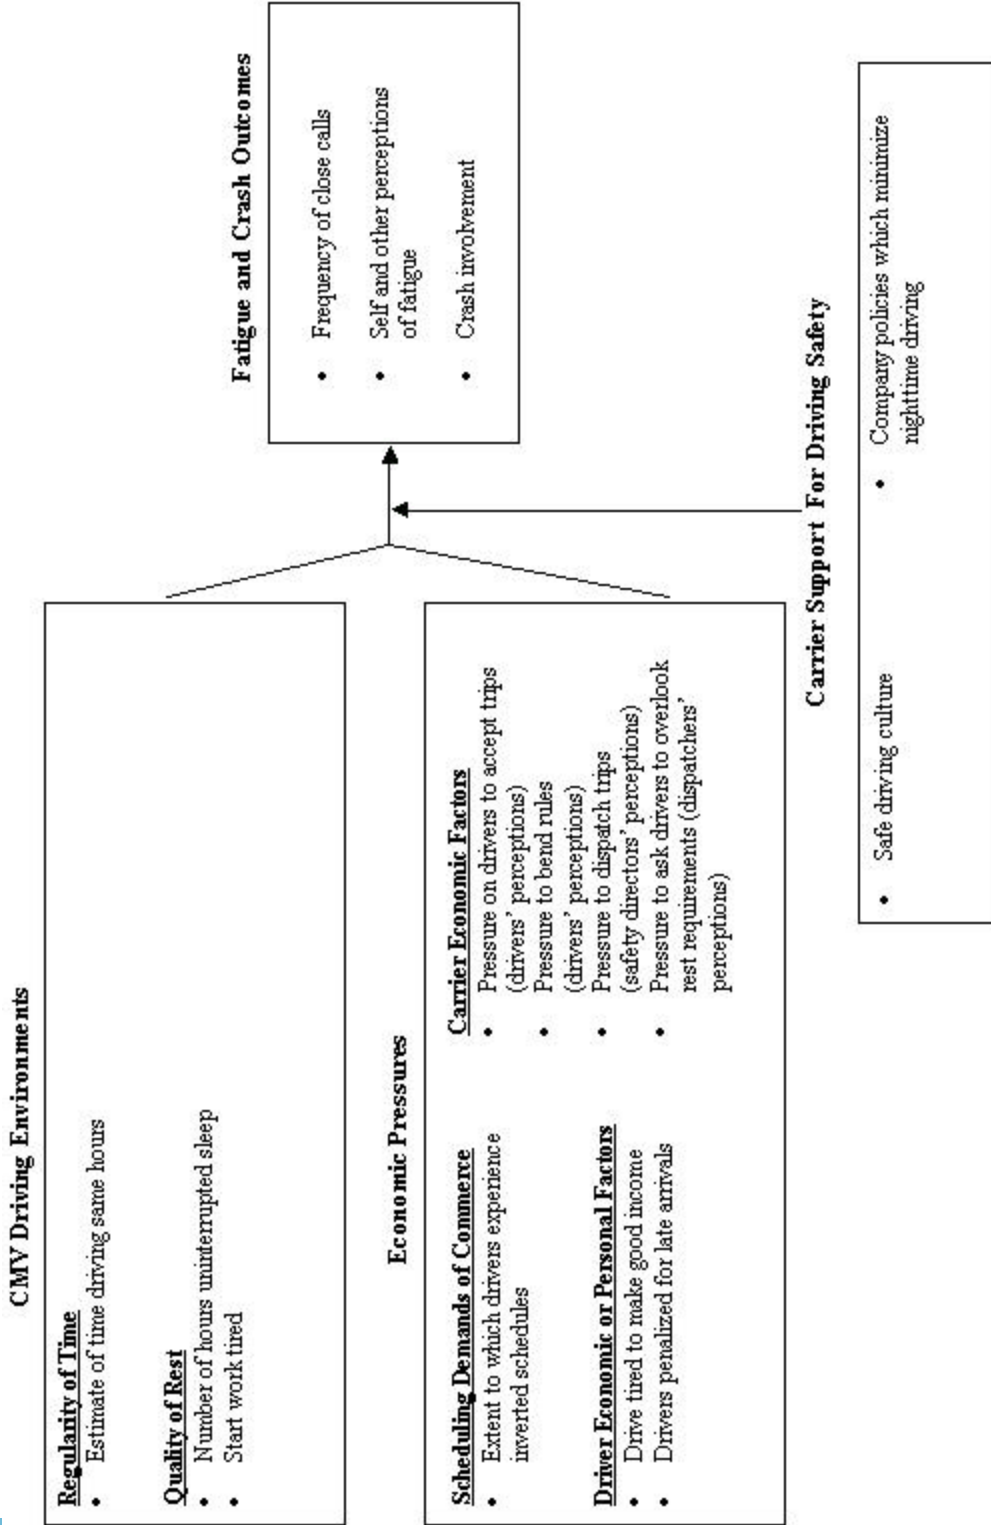 CMV Driving Environments
Regularity of Time
• Estimate of time driving same hours
Quality of Rest
• Number of hours uninterrupted sleep
• Start work tired
Economic Pressures
Scheduling Demands of Commerce
• Extent to which drivers experience
inverted schedules
Driver Economic or Personal Factors
• Drive tired to make good income
• Drivers penalized for late arrivals
Carrier Economic Factors
• Pressure on drivers to accept trips
(drivers’ perceptions)
• Pressure to bend rules
(drivers’ perceptions)
• Pressure to dispatch trips
(safety directors’ perceptions)
• Pressure to ask drivers to overlook
rest requirements (dispatchers’
perceptions)
Fatigue and Crash Outcomes
• Frequency of close calls
• Self and other perceptions
of fatigue
• Crash involvement
Carrier Support For Driving Safety
• Safe driving culture
• Company policies which minimize
nighttime driving